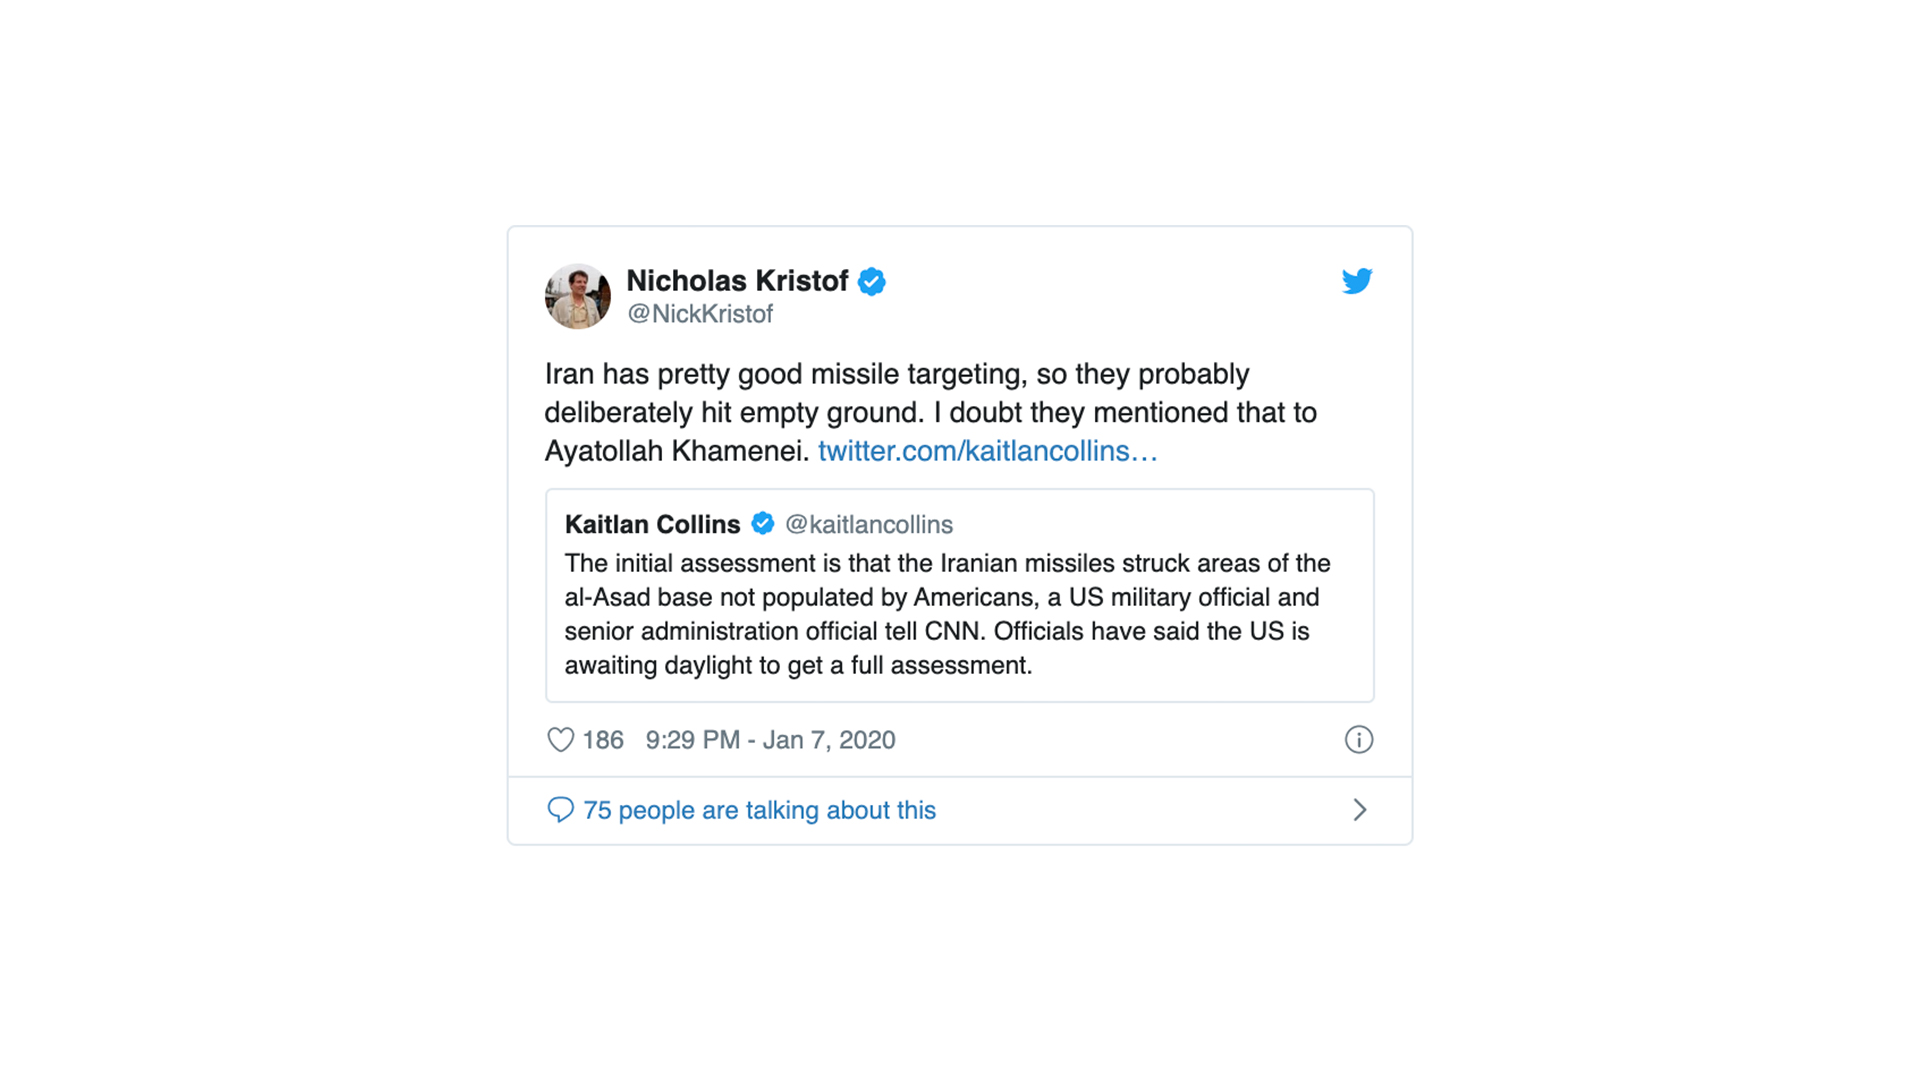 Nicholas Kristof
@NickKristof
Iran has pretty good missile targeting, so they probably
deliberately hit empty ground. I doubt they mentioned that to
Ayatollah Khamenei. twitter.com/kaitlancollins…
Kaitlan Collins @kaitlancollins
The initial assessment is that the Iranian missiles struck areas of the
al-Asad base not populated by Americans, a US military official and
senior administration official tell CNN. Officials have said the US is
awaiting daylight to get a full assessment.
186 9:29 PM - Jan 7, 2020
75 people are talking about this